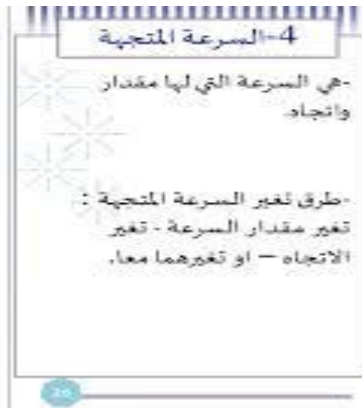 4-السرعة المتجهة
-هي السرعة التي لها مقدار
واتجاه.
-طرق تغير السرعة المتجهة :
تغير مقدار السرعة - تغير
الاتجاه – او تغيرهما معا.
26